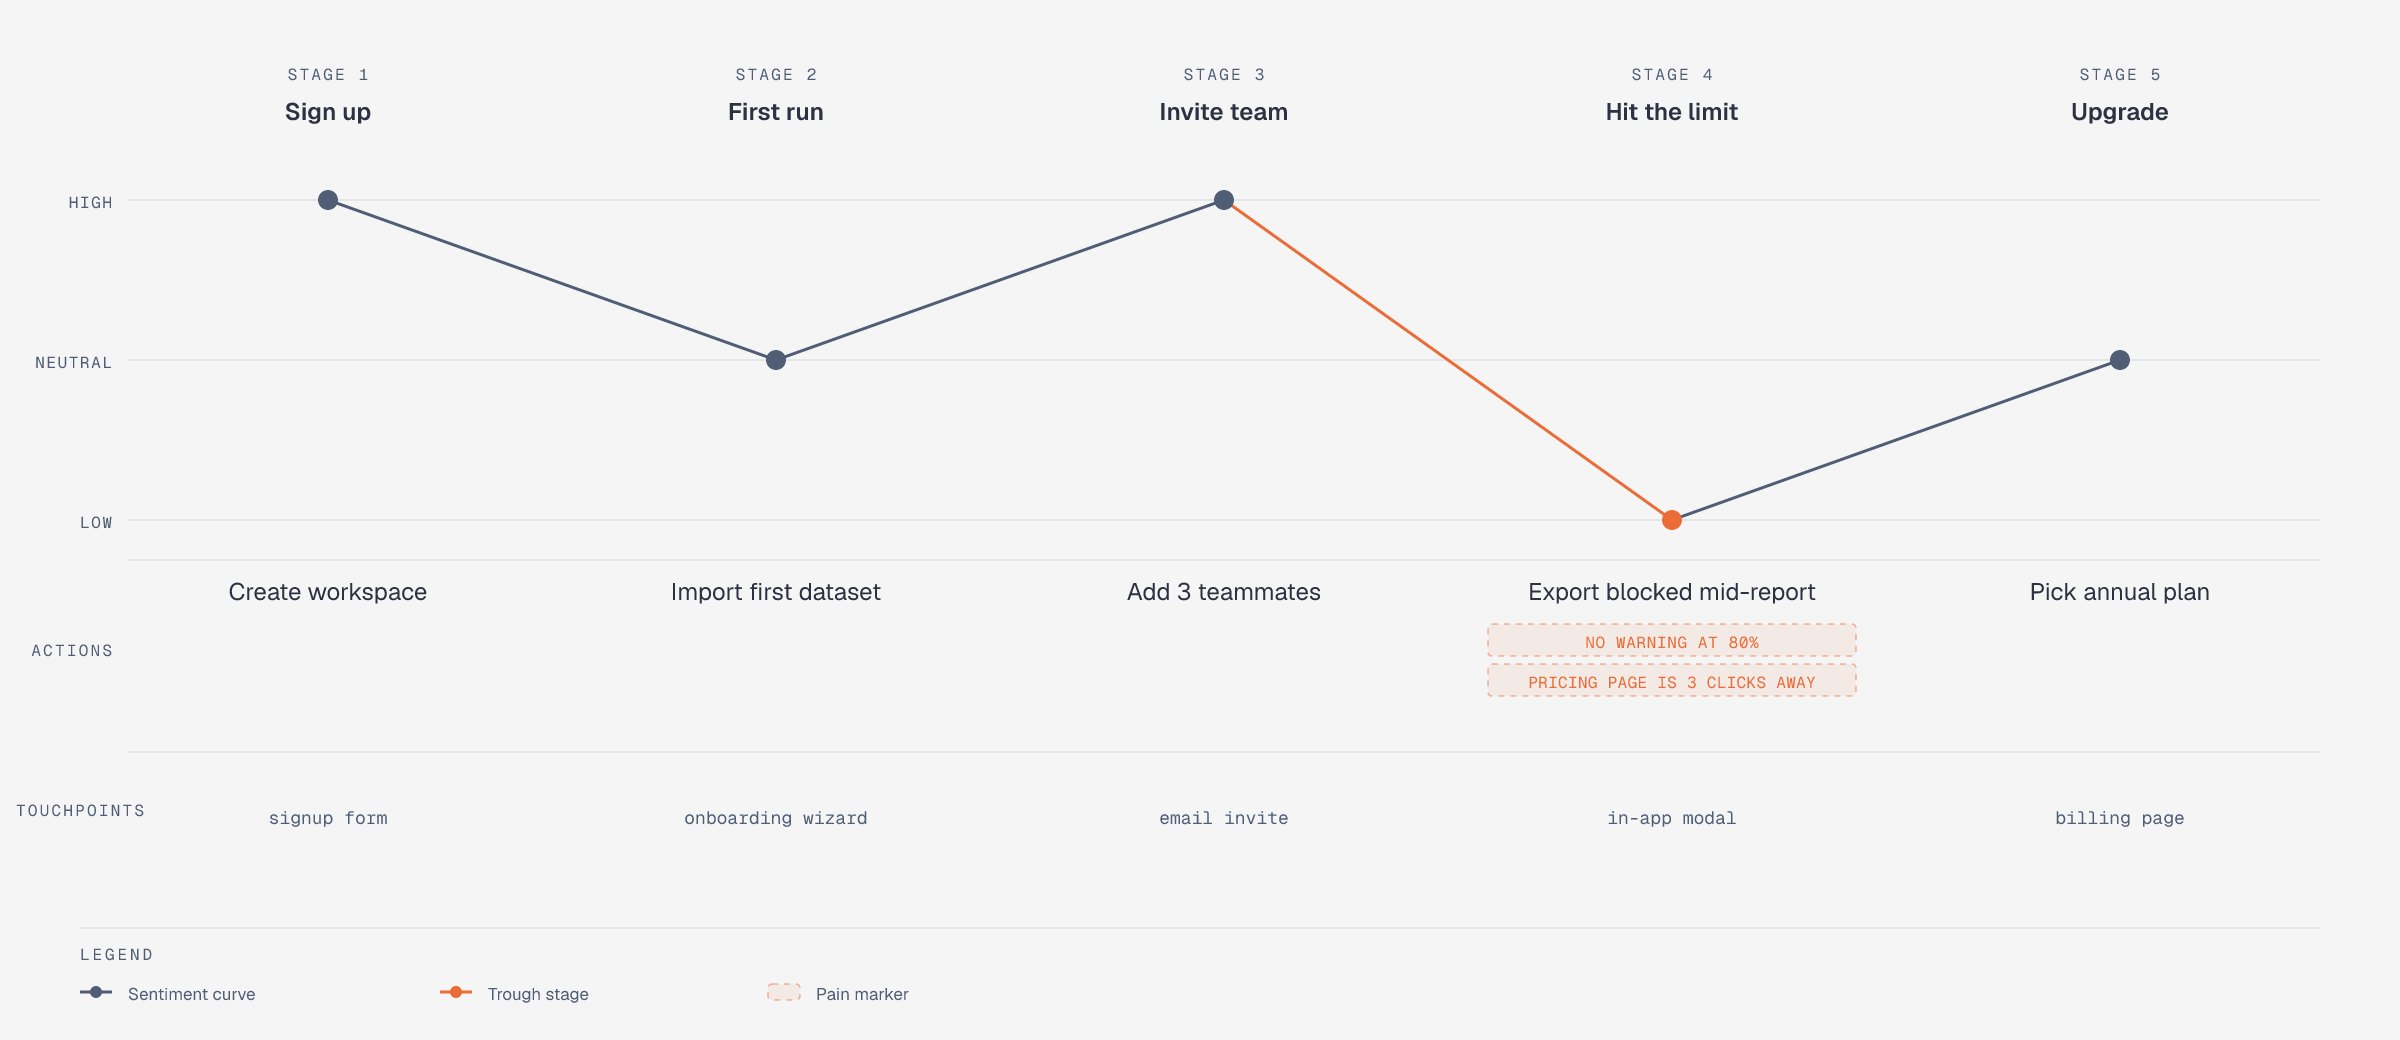 STAGE 1
Sign up
STAGE 2
First run
STAGE 3
Invite team
STAGE 4
Hit the limit
STAGE 5
Upgrade
HIGH
NEUTRAL
LOW
Create workspace
Import first dataset
Add 3 teammates
Export blocked mid-report
Pick annual plan
ACTIONS
NO WARNING AT 80%
PRICING PAGE IS 3 CLICKS AWAY
TOUCHPOINTS
signup form
onboarding wizard
email invite
in-app modal
billing page
LEGEND
Sentiment curve
Trough stage
Pain marker